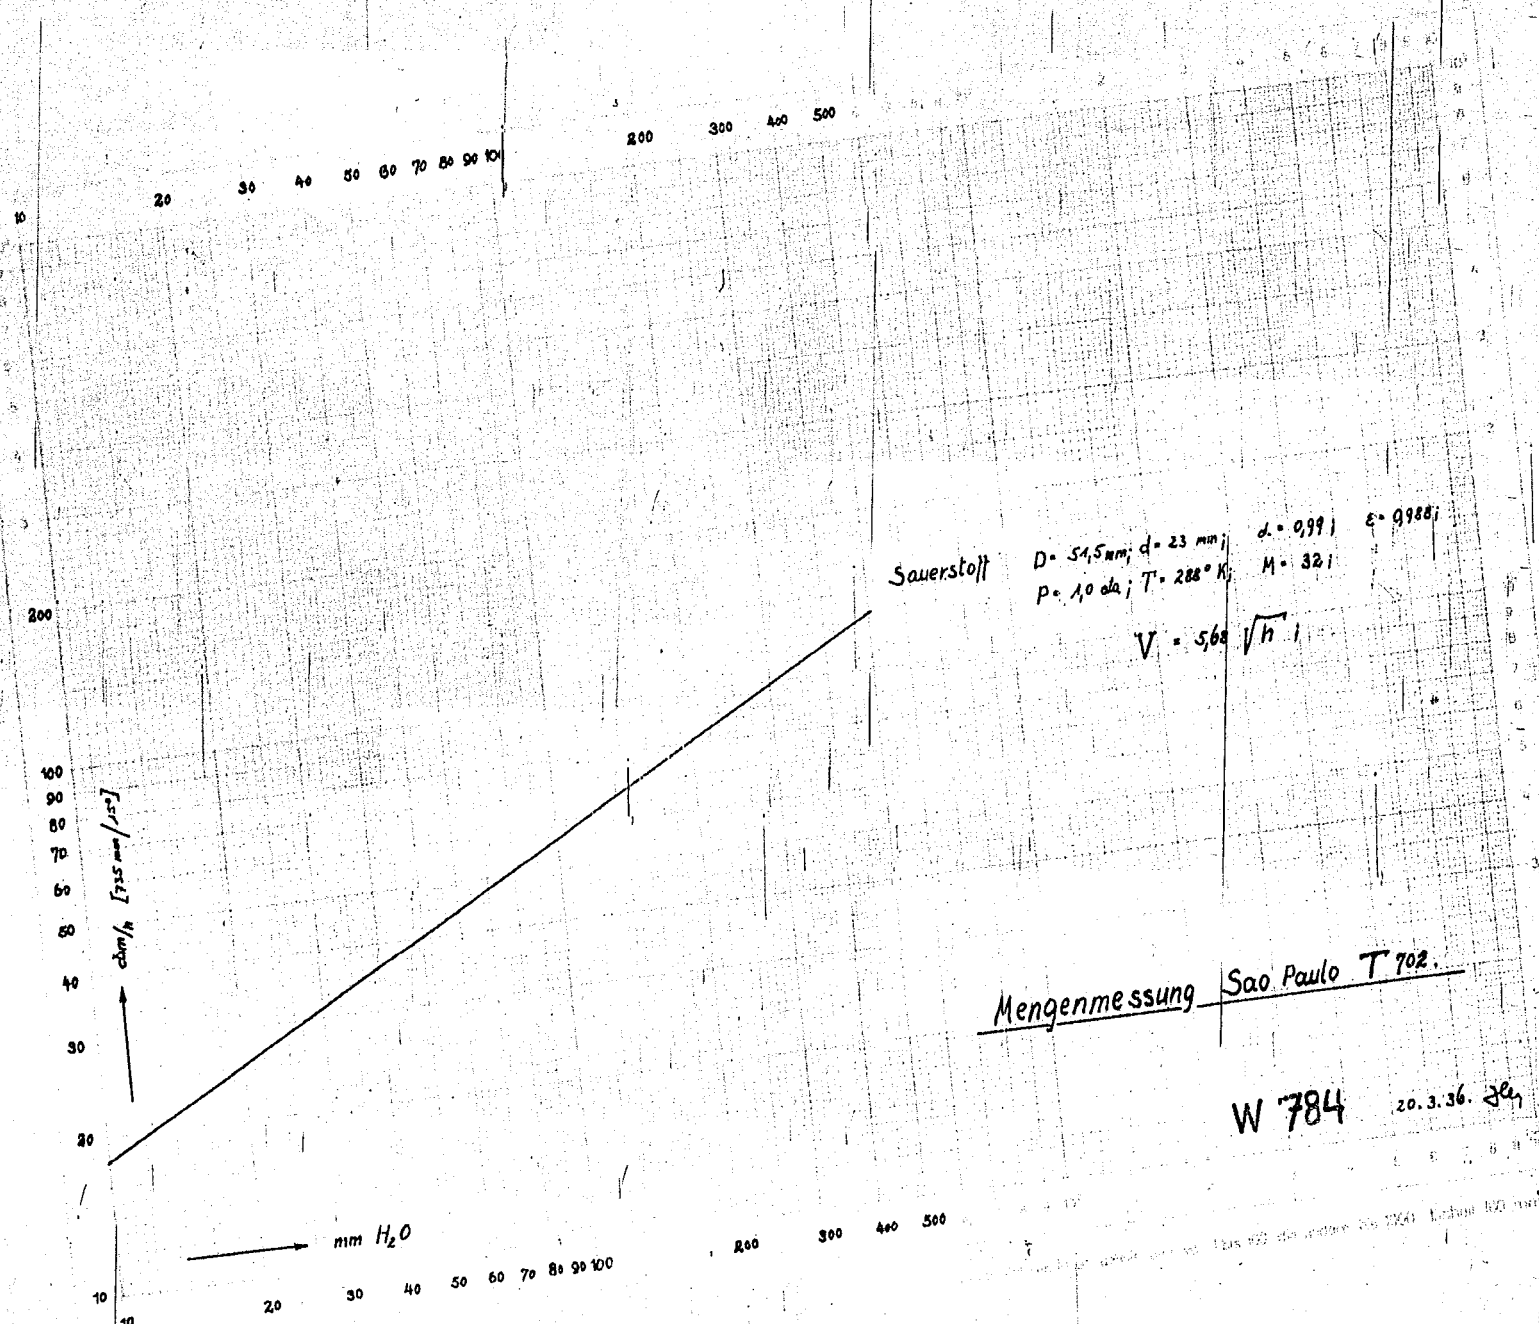 10 20 30 40 50 60 70 80 90 100 200 300 400 500
Sauerstoff D = 51,5 mm; d = 23 mm; α = 0,99; ε = 0,988;
P = 1,0 ata; T = 288° K; M = 32;
V = 5,68 √h;
200
100
90
80
70
60
50
40
30
20
10
cbm/h [735 mm/15°]
Mengenmessung Sao Paulo T 702.
W 784 20.3.36.
mm H₂O
10 20 30 40 50 60 70 80 90 100 200 300 400 500